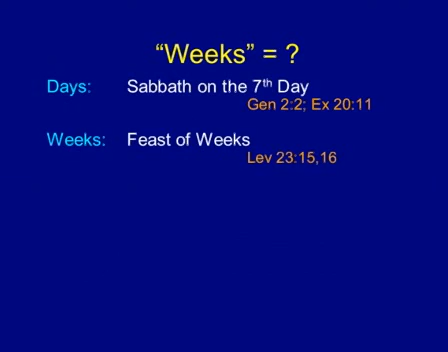 “Weeks” = ?
Days: Sabbath on the 7th Day
Gen 2:2; Ex 20:11
Weeks: Feast of Weeks
Lev 23:15,16